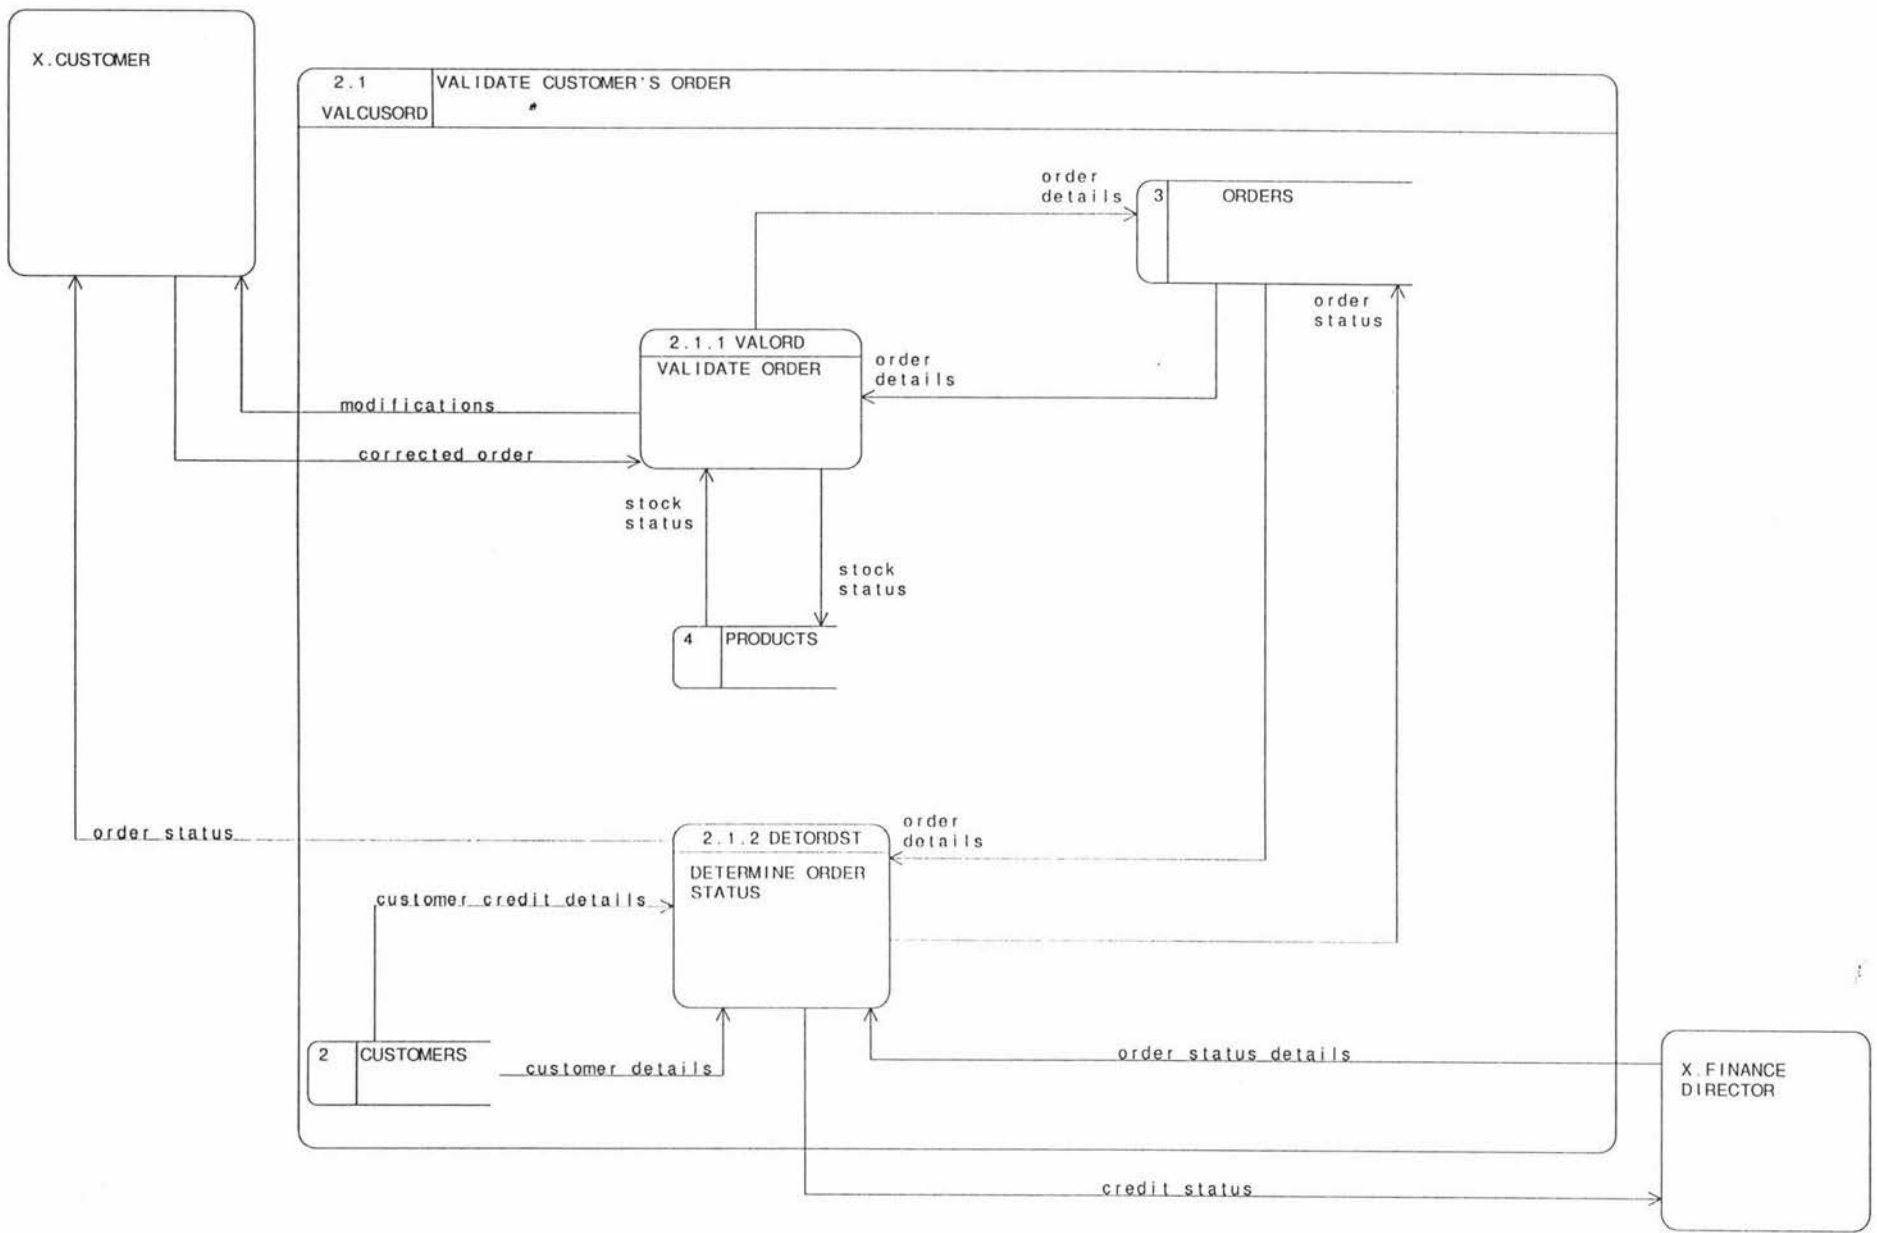 X.CUSTOMER
2.1
VALCUSORD
VALIDATE CUSTOMER'S ORDER
order
details
3
ORDERS
order
status
2.1.1 VALORD
VALIDATE ORDER
order
details
modifications
corrected order
stock
status
stock
status
4
PRODUCTS
order status
2.1.2 DETORDST
DETERMINE ORDER
STATUS
order
details
customer credit details
2
CUSTOMERS
customer details
order status details
X.FINANCE
DIRECTOR
credit status